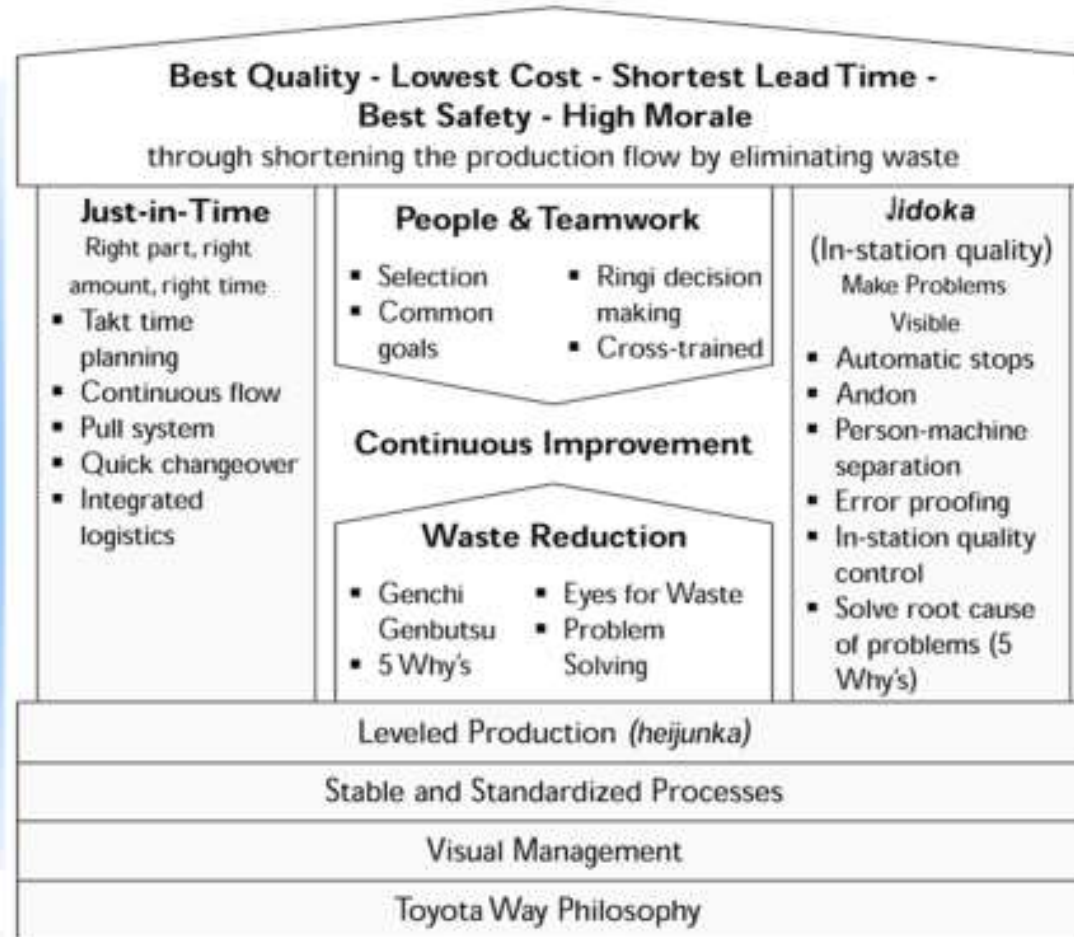 Best Quality - Lowest Cost - Shortest Lead Time -
Best Safety - High Morale
through shortening the production flow by eliminating waste
Just-in-Time
Right part, right
amount, right time
▪ Takt time
planning
▪ Continuous flow
▪ Pull system
▪ Quick changeover
▪ Integrated
logistics
People & Teamwork
▪ Selection
▪ Common
goals
▪ Ringi decision
making
▪ Cross-trained
Continuous Improvement
Waste Reduction
▪ Genchi
Genbutsu
▪ 5 Why's
▪ Eyes for Waste
▪ Problem
Solving
Jidoka
(In-station quality)
Make Problems
Visible
▪ Automatic stops
▪ Andon
▪ Person-machine
separation
▪ Error proofing
▪ In-station quality
control
▪ Solve root cause
of problems (5
Why's)
Leveled Production (heijunka)
Stable and Standardized Processes
Visual Management
Toyota Way Philosophy